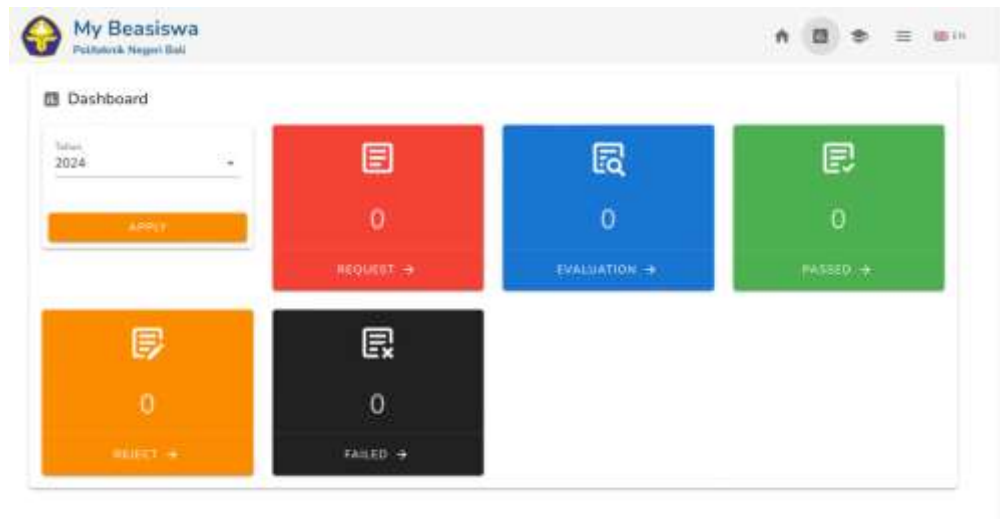 My Beasiswa
Politeknik Negeri Bali
EN
Dashboard
Tahun
2024
APPLY
0
REQUEST →
0
EVALUATION →
0
PASSED →
0
REJECT →
0
FAILED →